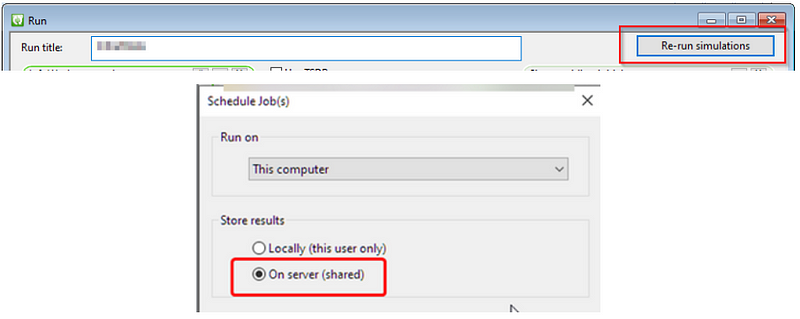 Run
Run title:
Re-run simulations
Schedule Job(s)
Run on
This computer
Store results
Locally (this user only)
On server (shared)